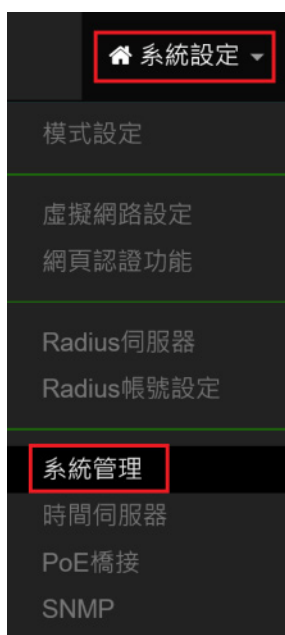 系統設定
模式設定
虛擬網路設定
網頁認證功能
Radius伺服器
Radius帳號設定
系統管理
時間伺服器
PoE橋接
SNMP